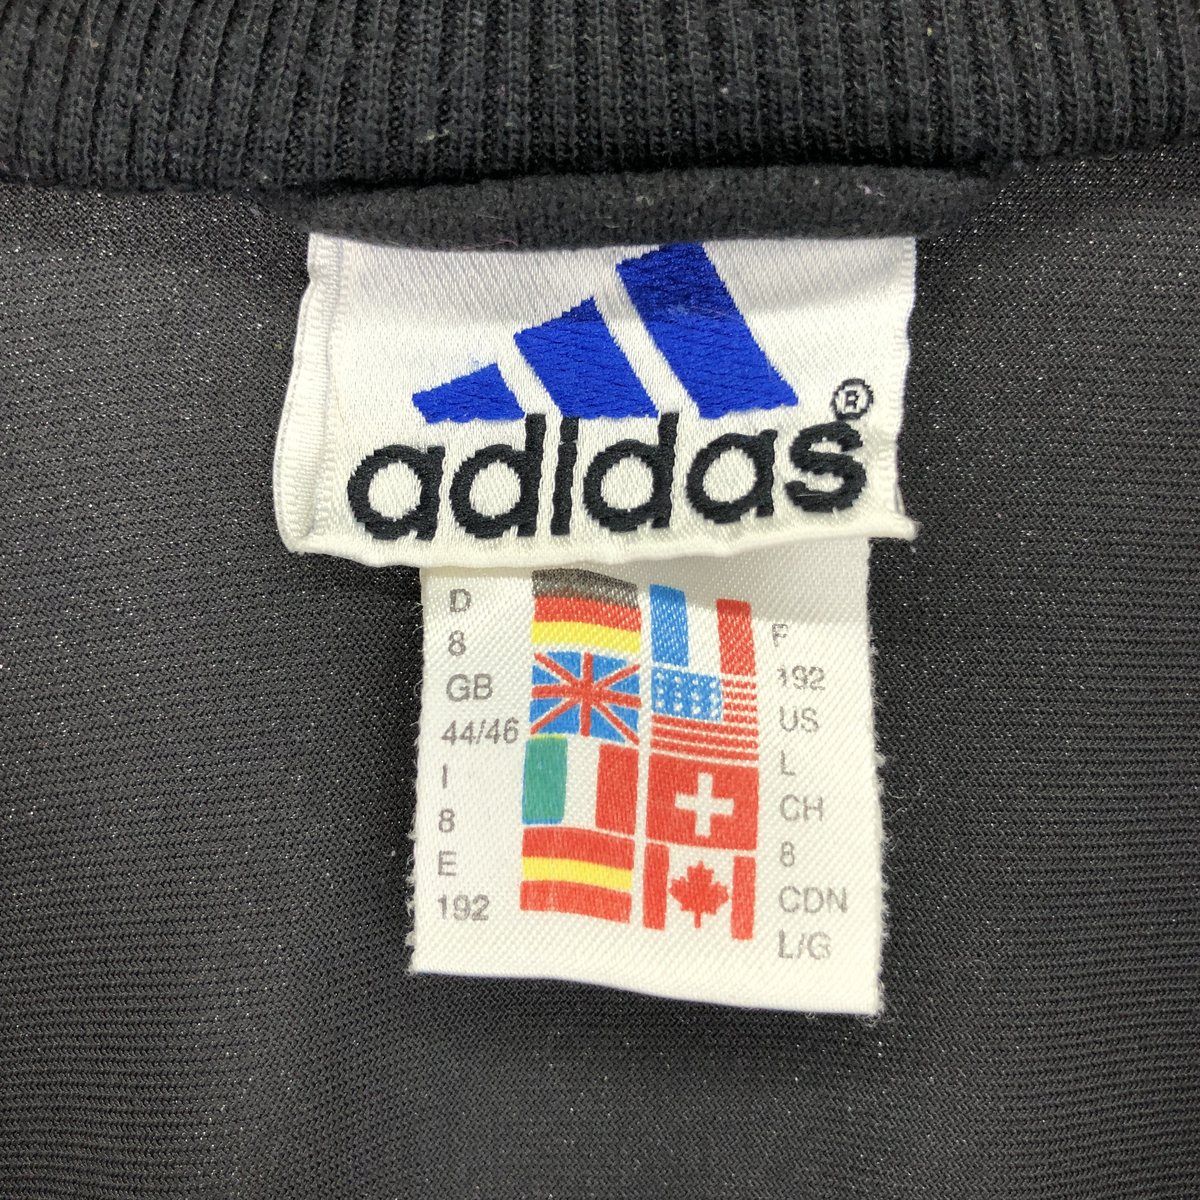 adidas®
D
8
GB
44/46
I
8
E
192
F
192
US
L
CH
8
CDN
L/G